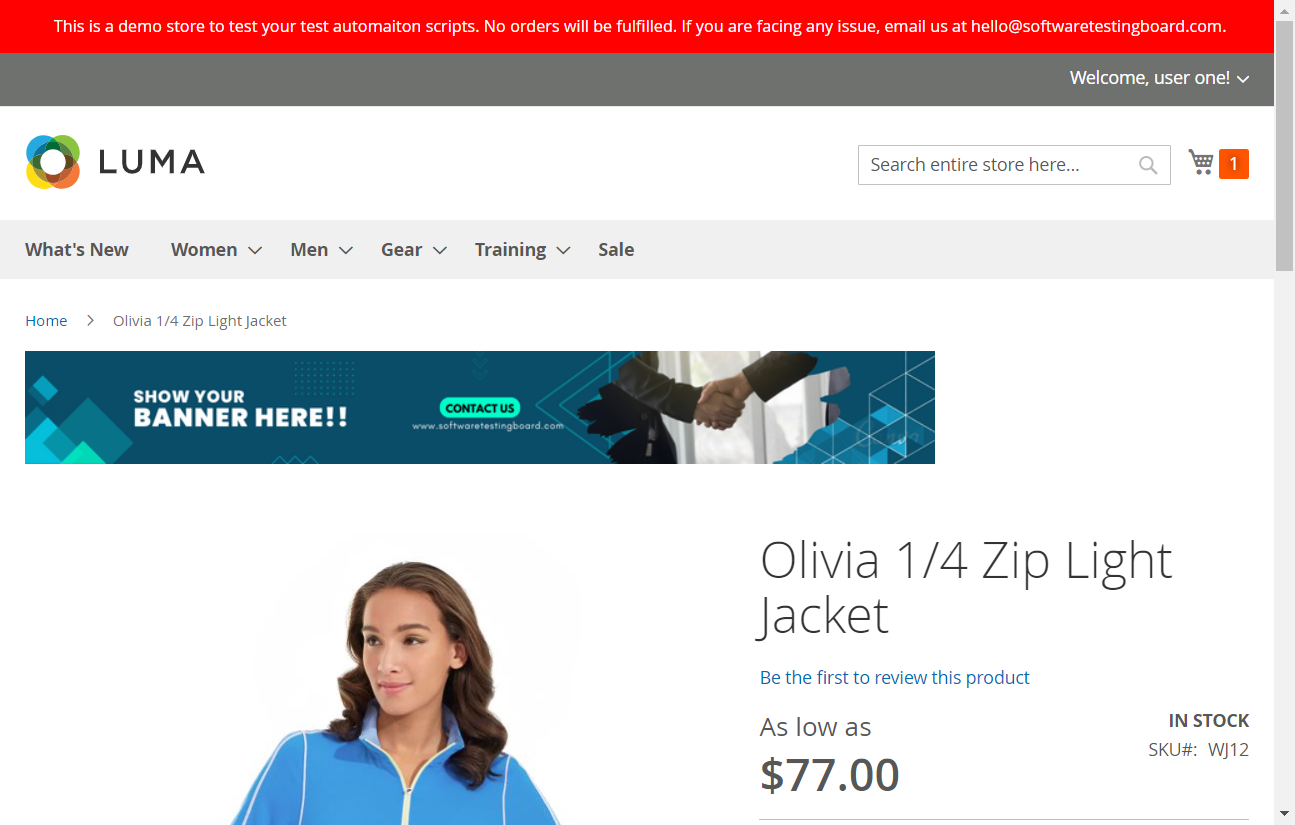 This is a demo store to test your test automaiton scripts. No orders will be fulfilled. If you are facing any issue, email us at hello@softwaretestingboard.com.
Welcome, user one!
LUMA
Search entire store here...
1
What's New Women Men Gear Training Sale
Home Olivia 1/4 Zip Light Jacket
SHOW YOUR
BANNER HERE!!
CONTACT US
www.softwaretestingboard.com
Olivia 1/4 Zip Light
Jacket
Be the first to review this product
As low as
$77.00
IN STOCK
SKU#: WJ12